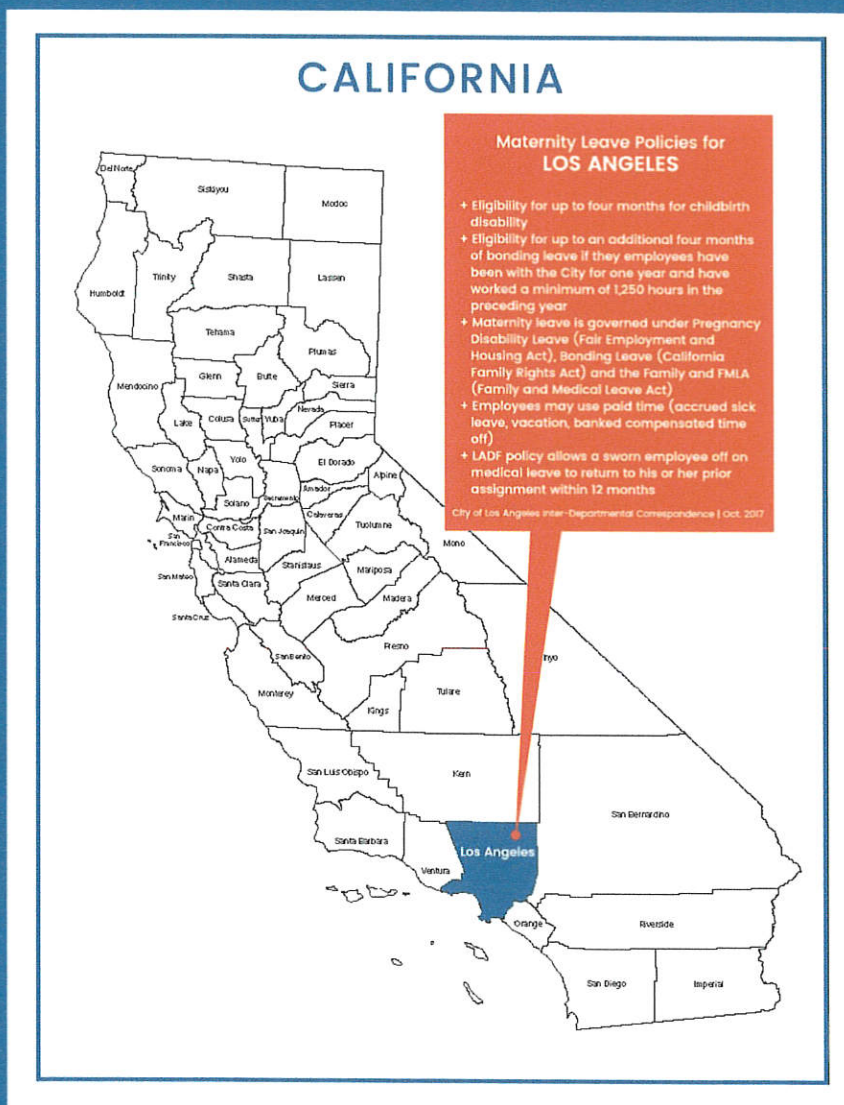 CALIFORNIA
Maternity Leave Policies for
LOS ANGELES
+ Eligibility for up to four months for childbirth
disability
+ Eligibility for up to an additional four months
of bonding leave if they employees have
been with the City for one year and have
worked a minimum of 1,250 hours in the
preceding year
+ Maternity leave is governed under Pregnancy
Disability Leave (Fair Employment and
Housing Act), Bonding Leave (California
Family Rights Act) and the Family and FMLA
(Family and Medical Leave Act)
+ Employees may use paid time (accrued sick
leave, vacation, banked compensated time
off)
+ LADF policy allows a sworn employee off on
medical leave to return to his or her prior
assignment within 12 months
City of Los Angeles Inter-Departmental Correspondence | Oct. 2017
Del Norte
Siskiyou
Modoc
Humboldt
Trinity
Shasta
Lassen
Tehama
Plumas
Mendocino
Glenn
Butte
Sierra
Lake
Colusa
Sutter
Yuba
Nevada
Placer
Sonoma
Napa
Yolo
El Dorado
Alpine
Solano
Sacramento
Amador
Calaveras
Marin
Contra Costa
San Joaquin
Tuolumne
San
Francisco
Alameda
Stanislaus
Mono
San Mateo
Santa Clara
Mariposa
Merced
Madera
Santa Cruz
San Benito
Fresno
nyo
Monterey
Kings
Tulare
San Luis Obispo
Kern
San Bernardino
Santa Barbara
Ventura
Los Angeles
Orange
Riverside
San Diego
Imperial